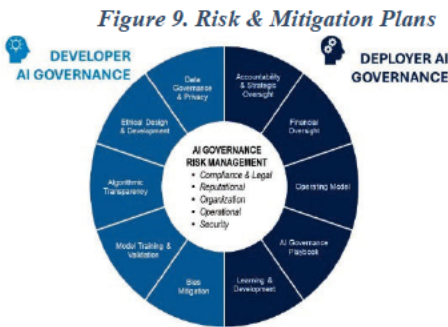 Figure 9. Risk & Mitigation Plans
DEVELOPER
AI GOVERNANCE
DEPLOYER AI
GOVERNANCE
Data
Governance
& Privacy
Accountability
& Strategic
Oversight
Ethical Design
& Development
Financial
Oversight
AI GOVERNANCE
RISK MANAGEMENT
• Compliance & Legal
• Reputational
• Organization
• Operational
• Security
Algorithmic
Transparency
Operating Model
Model Training &
Validation
AI Governance
Playbook
Bias
Mitigation
Learning &
Development